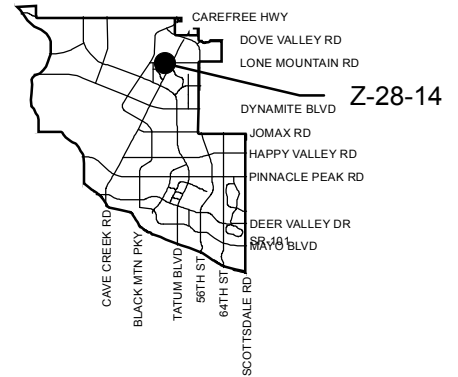 CAREFREE HWY
DOVE VALLEY RD
LONE MOUNTAIN RD
Z-28-14
DYNAMITE BLVD
JOMAX RD
HAPPY VALLEY RD
PINNACLE PEAK RD
DEER VALLEY DR
SR-101
MAYO BLVD
CAVE CREEK RD
BLACK MTN PKY
TATUM BLVD
56TH ST
64TH ST
SCOTTSDALE RD